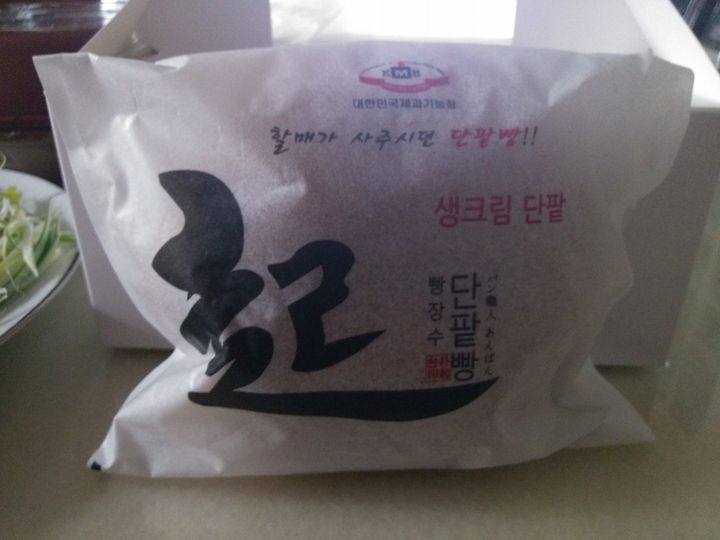 KMB
대한민국제과기능장
할매가 사주시던 단팥빵!!
생크림 단팥
起
パン職人 あんぱん
단팥빵
빵장수